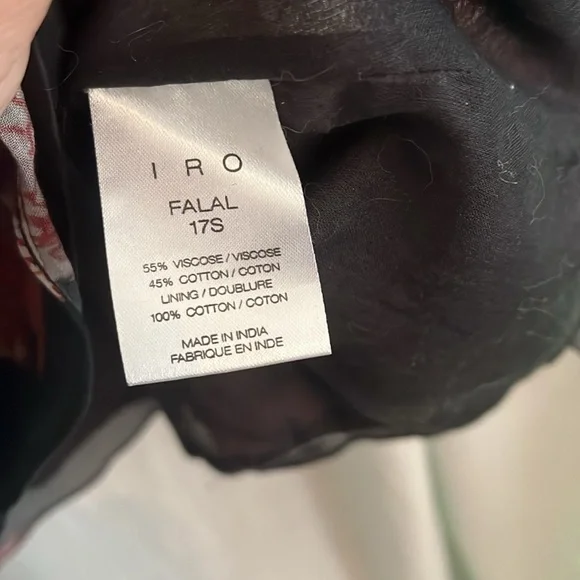 IRO
FALAL
17S
55% VISCOSE / VISCOSE
45% COTTON / COTON
LINING / DOUBLURE
100% COTTON / COTON
MADE IN INDIA
FABRIQUE EN INDE